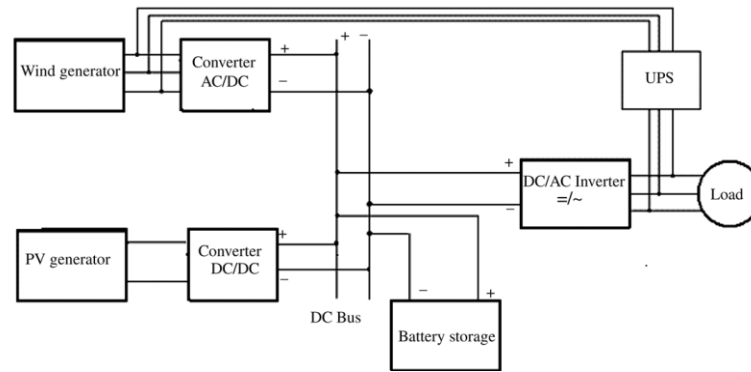 Wind generator
Converter
AC/DC
+
−
+ −
UPS
+
−
DC/AC Inverter
=/~
Load
PV generator
Converter
DC/DC
+
−
DC Bus
− +
Battery storage